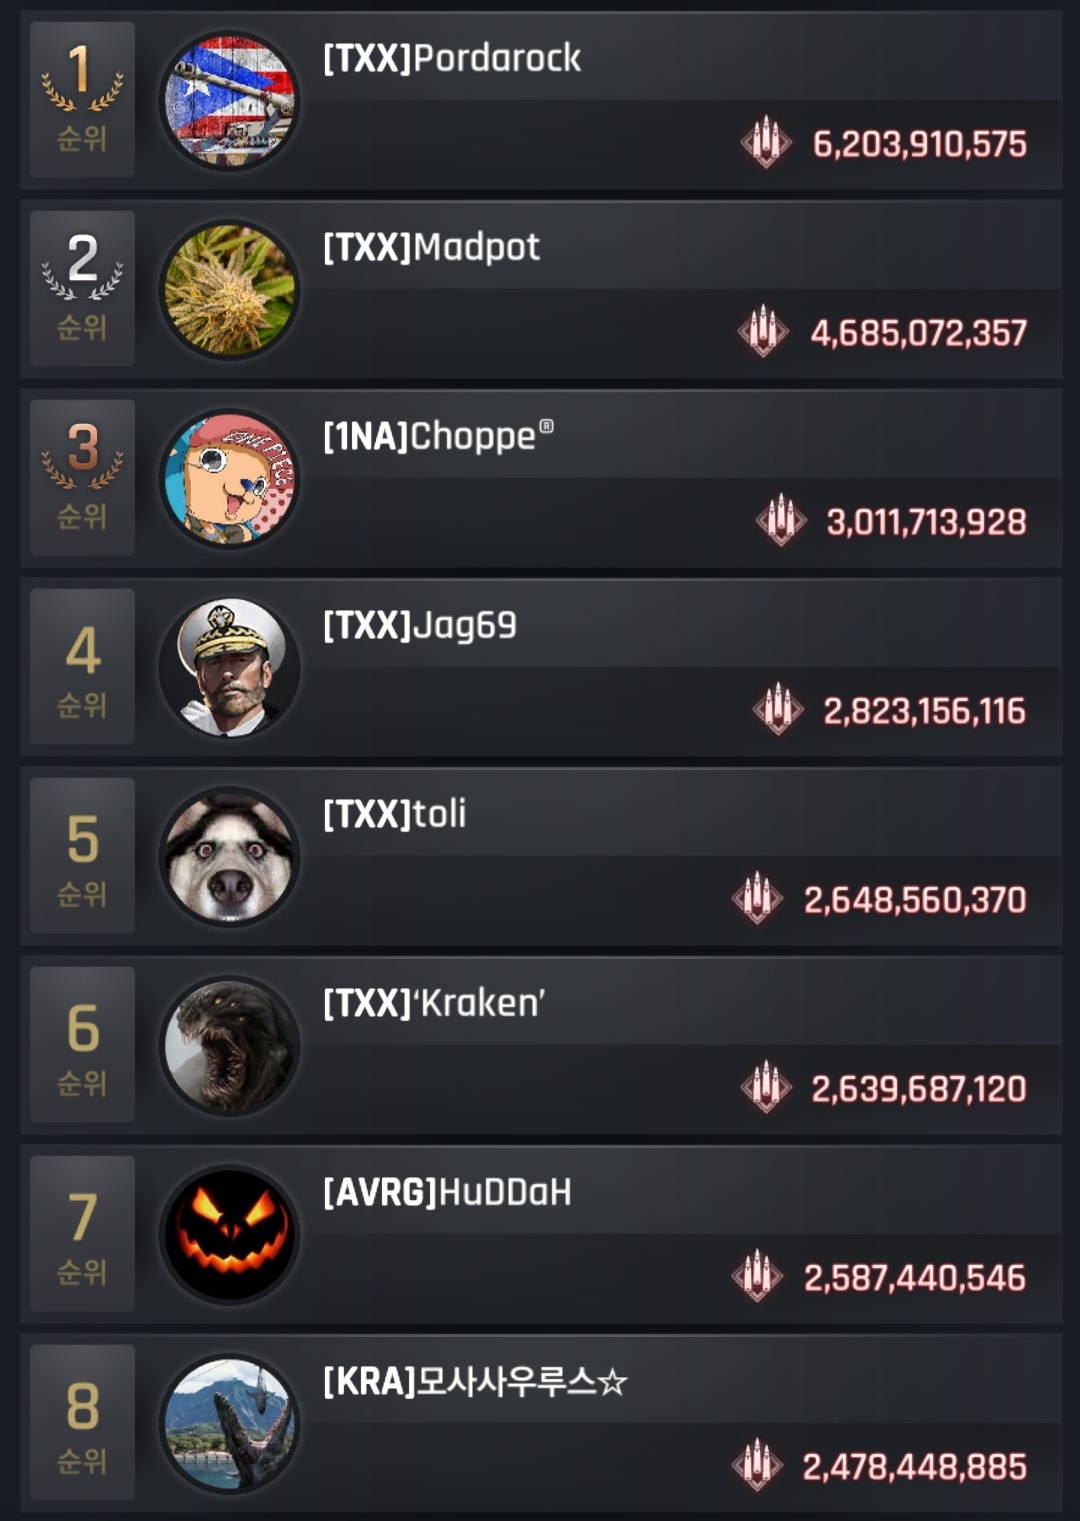 1
순위
[TXX]Pordarock
6,203,910,575
2
순위
[TXX]Madpot
4,685,072,357
3
순위
ONE PIECE
[1NA]Choppe®
3,011,713,928
4
순위
[TXX]Jag69
2,823,156,116
5
순위
[TXX]toli
2,648,560,370
6
순위
[TXX]‘Kraken’
2,639,687,120
7
순위
[AVRG]HuDDaH
2,587,440,546
8
순위
[KRA]모사사우루스☆
2,478,448,885